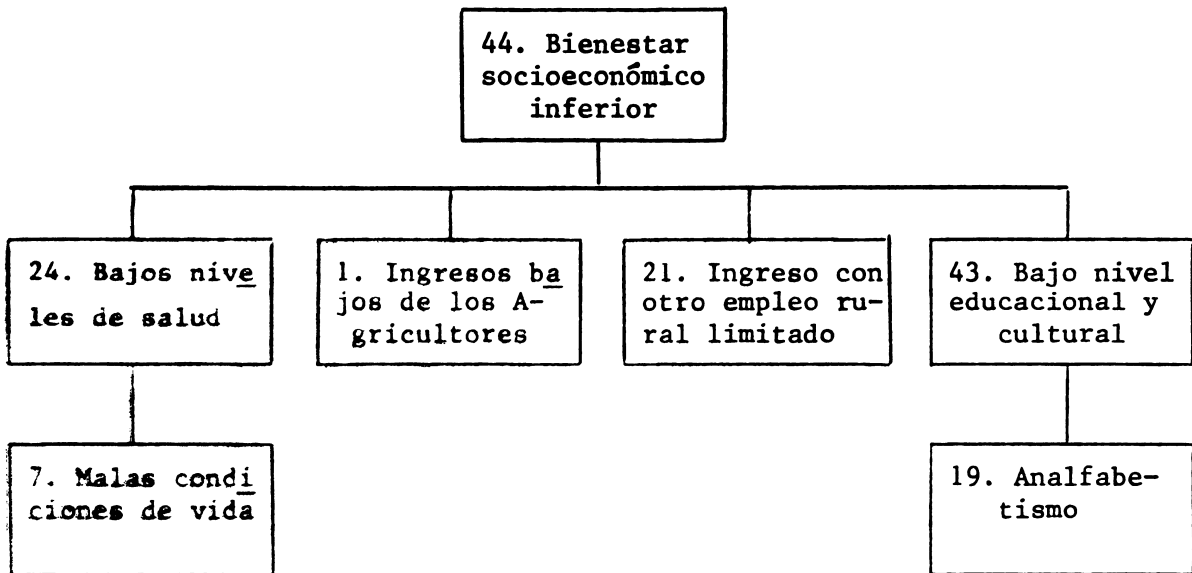 44. Bienestar
socioeconómico
inferior
24. Bajos nive
les de salud
1. Ingresos ba
jos de los A-
gricultores
21. Ingreso con
otro empleo ru-
ral limitado
43. Bajo nivel
educacional y
cultural
7. Malas condi
ciones de vida
19. Analfabe-
tismo